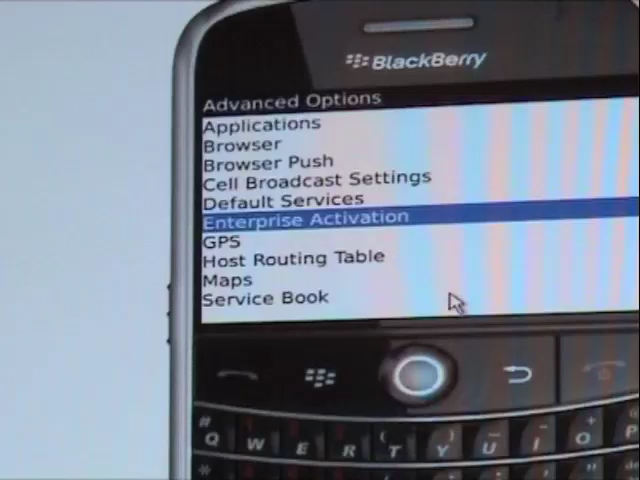 BlackBerry
Advanced Options
Applications
Browser
Browser Push
Cell Broadcast Settings
Default Services
Enterprise Activation
GPS
Host Routing Table
Maps
Service Book
# Q W E R ( T ) Y _ U - I + O P
*